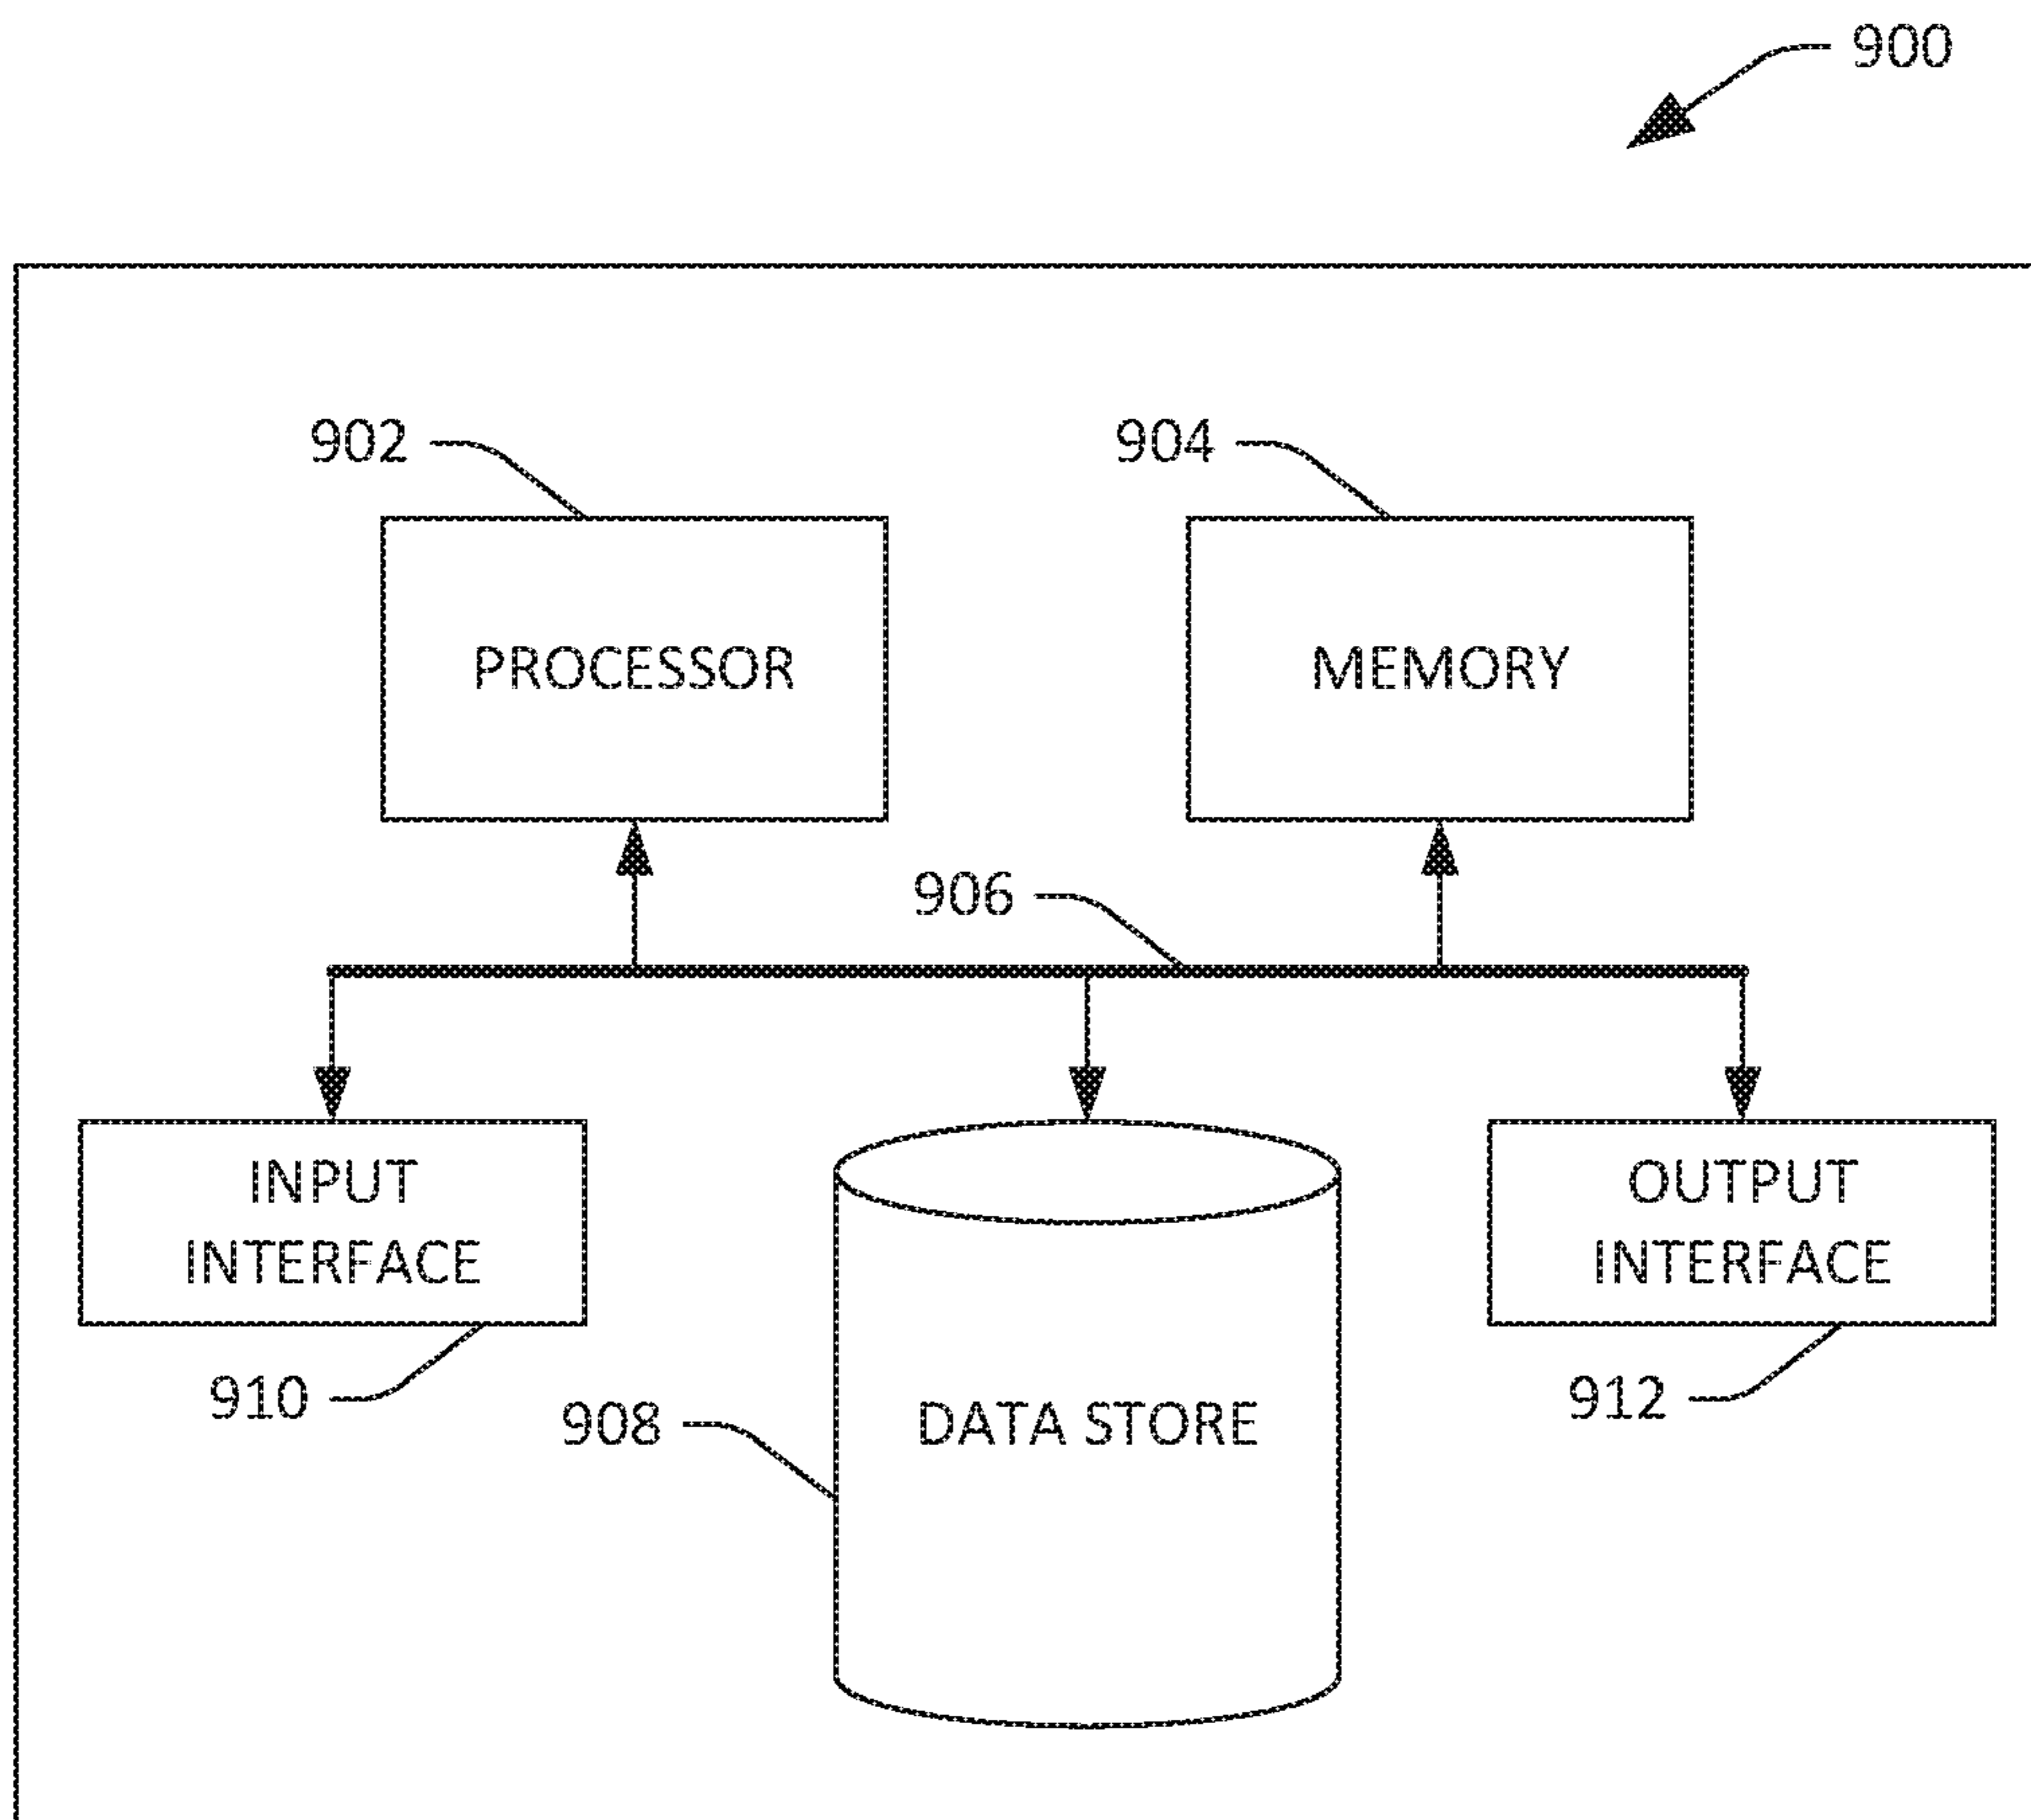 900
902
904
PROCESSOR
MEMORY
906
INPUT
INTERFACE
OUTPUT
INTERFACE
910
908
DATA STORE
912